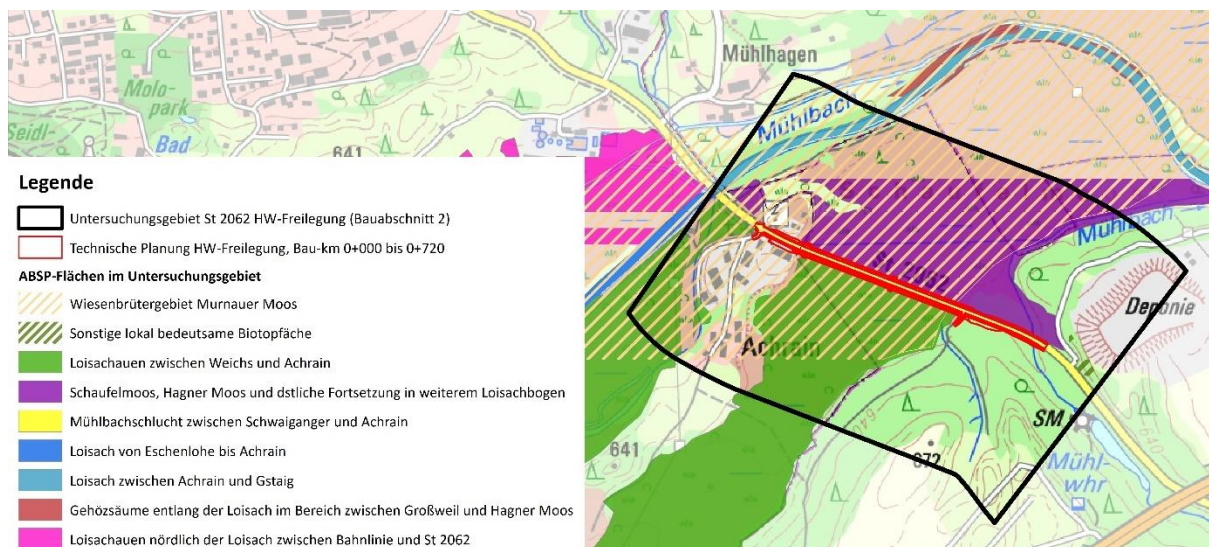 Mühlhagen
Molo-
park
Seidl-
Bad
641
Mühlbach
Legende
Untersuchungsgebiet St 2062 HW-Freilegung (Bauabschnitt 2)
Technische Planung HW-Freilegung, Bau-km 0+000 bis 0+720
ABSP-Flächen im Untersuchungsgebiet
Wiesenbrütergebiet Murnauer Moos
Sonstige lokal bedeutsame Biotopfäche
Loisachauen zwischen Weichs und Achrain
Schaufelmoos, Hagner Moos und dstliche Fortsetzung in weiterem Loisachbogen
Mühlbachschlucht zwischen Schwaiganger und Achrain
Loisach von Eschenlohe bis Achrain
Loisach zwischen Achrain und Gstaig
Gehözsäume entlang der Loisach im Bereich zwischen Großweil und Hagner Moos
Loisachauen nördlich der Loisach zwischen Bahnlinie und St 2062
Mühlbach
Deponie
Achrain
SM
641
672
640
Mühl-
whr